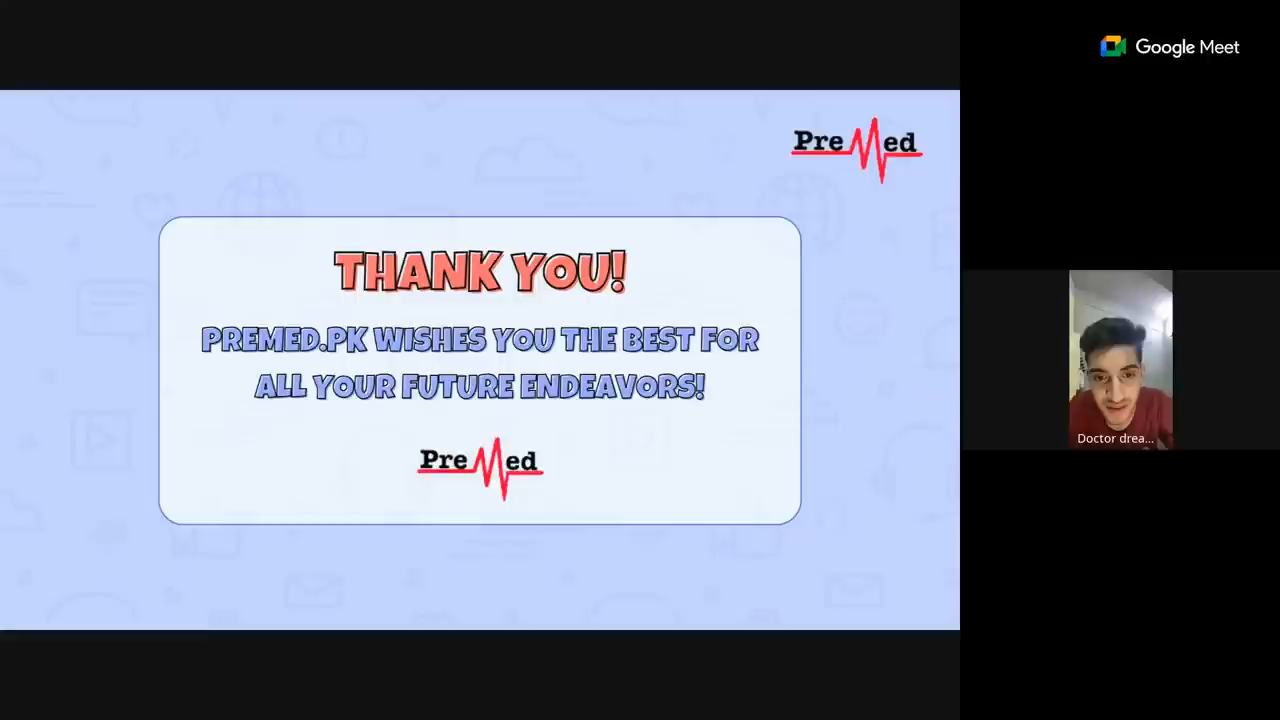 Google Meet
PreMed
THANK YOU!
PREMED.PK WISHES YOU THE BEST FOR
ALL YOUR FUTURE ENDEAVORS!
PreMed
Doctor drea...